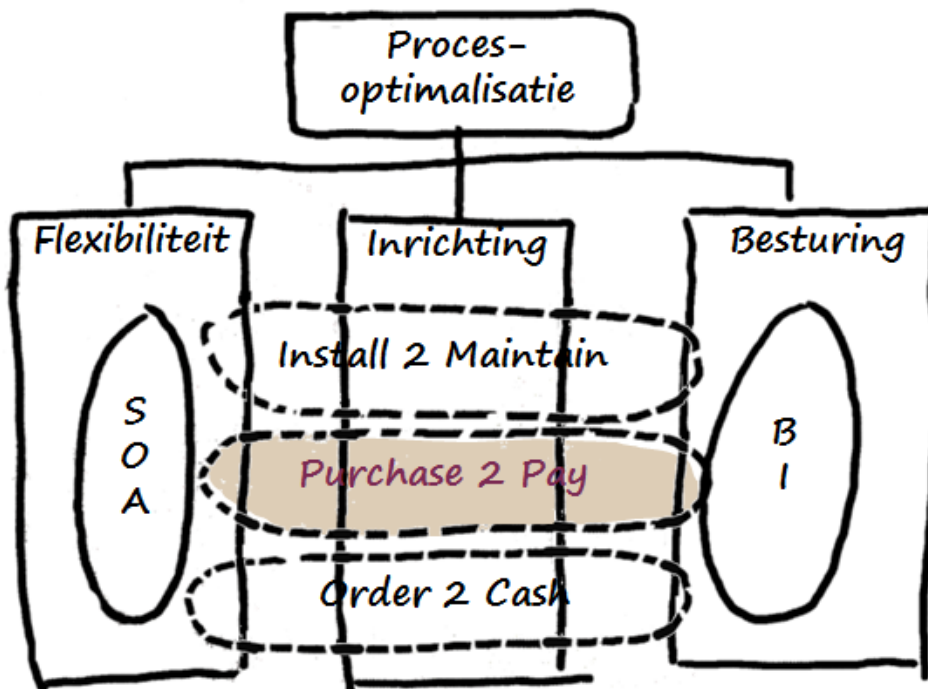 Proces-
optimalisatie
Flexibiliteit
Inrichting
Besturing
Install 2 Maintain
S
O
A
Purchase 2 Pay
B
I
Order 2 Cash